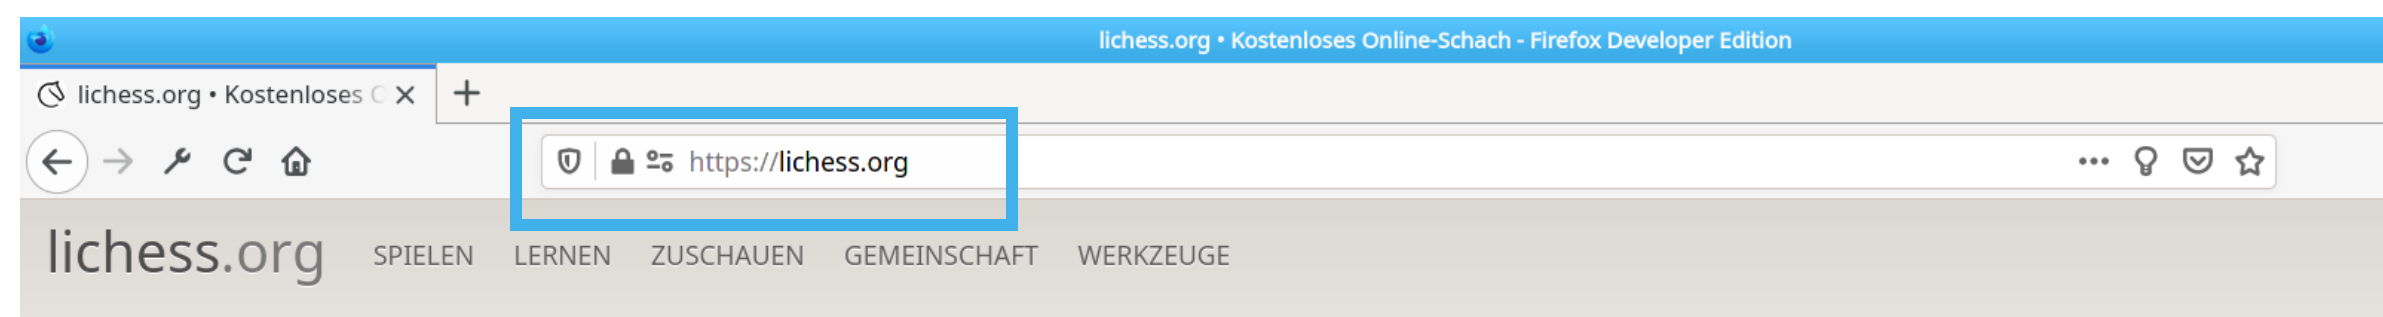 lichess.org • Kostenloses Online-Schach - Firefox Developer Edition
lichess.org • Kostenloses
https://lichess.org
lichess.org SPIELEN LERNEN ZUSCHAUEN GEMEINSCHAFT WERKZEUGE